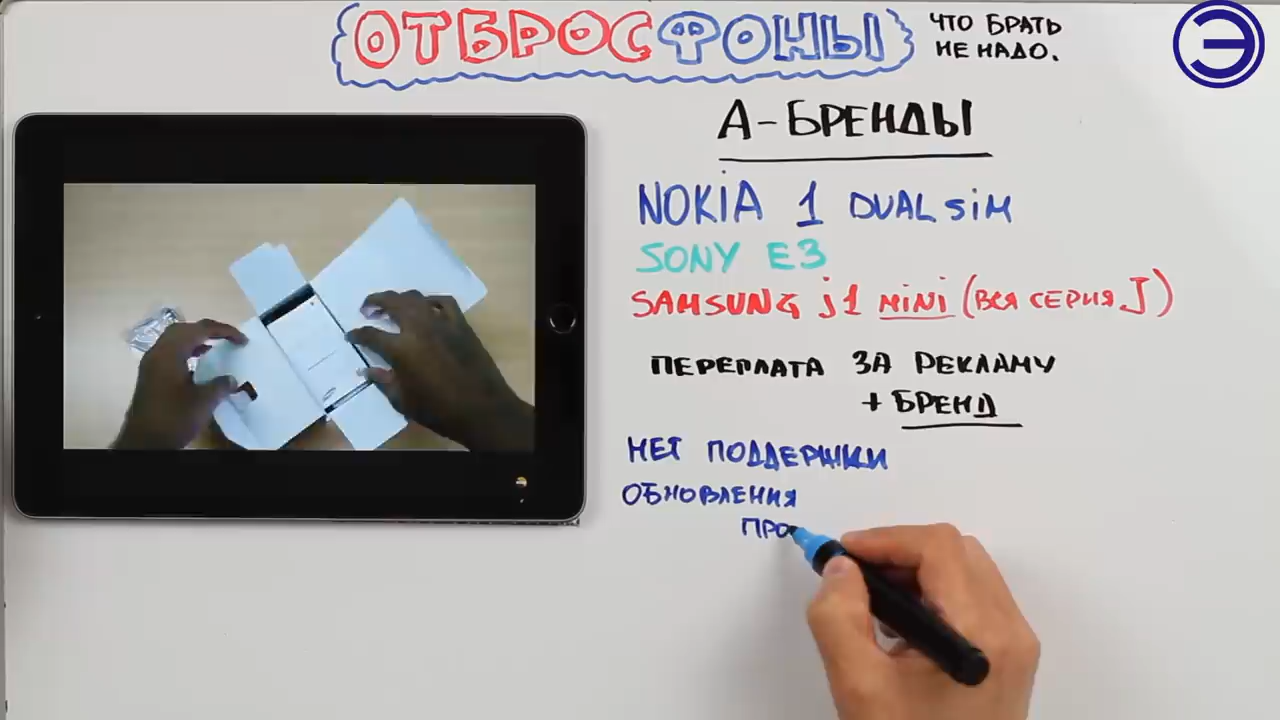 ОТБРОСФОНЫ
ЧТО БРАТЬ
НЕ НАДО.
Э
А-БРЕНДЫ
NOKIA 1 DUAL SIM
SONY E3
SAMSUNG j1 MINI (ВСЯ СЕРИЯ J)
ПЕРЕПЛАТА ЗА РЕКЛАМУ
+ БРЕНД
НЕТ ПОДДЕРЖКИ
ОБНОВЛЕНИЯ
ПРО